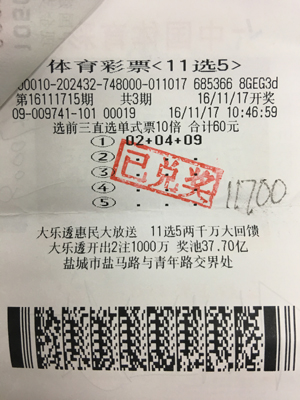 体育彩票<11选5>
00010-202432-748000-011017 685366 8GEG3d
第16111715期 共3期 16/11/17开奖
09-009741-101 00019 16/11/17 10:46:59
选前三直选单式票10倍 合计60元
① 02+04+09
② . .
③ . .
④ . .
⑤ . .
已兑奖
11700
大乐透惠民大放送 11选5两千万大回馈
大乐透开出2注1000万 奖池37.70亿
盐城市盐马路与青年路交界处